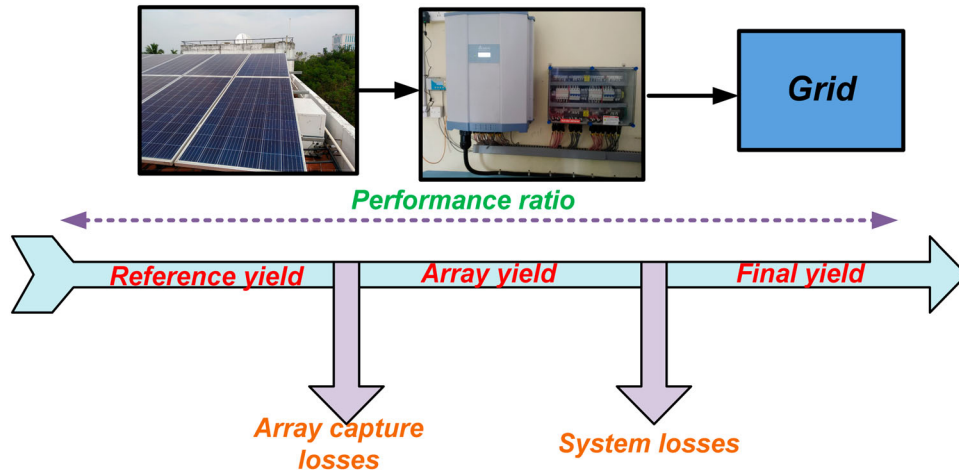 Grid
Performance ratio
Reference yield
Array yield
Final yield
Array capture
losses
System losses